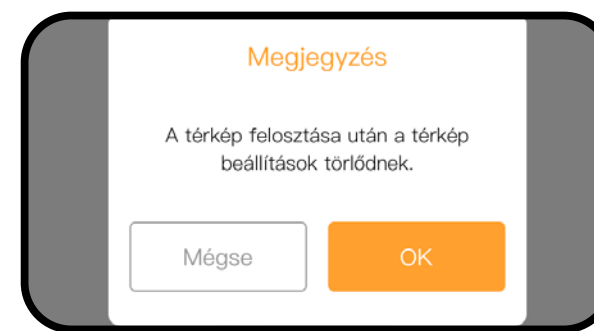 Megjegyzés
A térkép felosztása után a térkép
beállítások törlődnek.
Mégse
OK